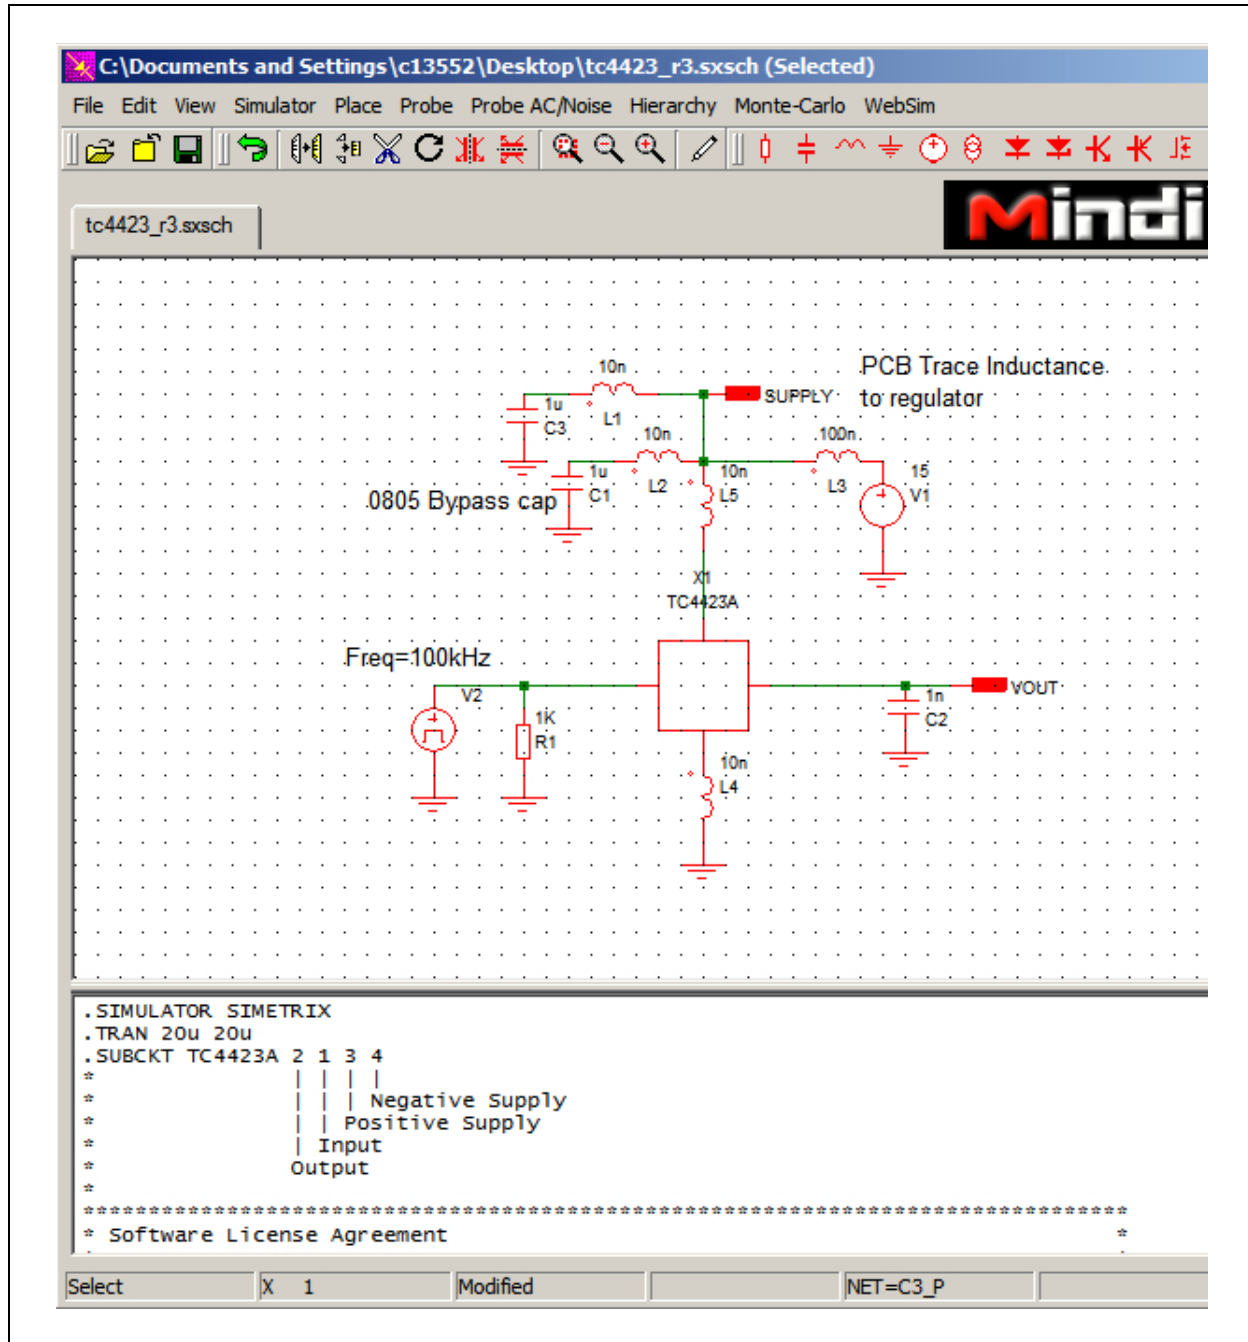 C:\Documents and Settings\c13552\Desktop\tc4423_r3.sxsch (Selected)
File Edit View Simulator Place Probe Probe AC/Noise Hierarchy Monte-Carlo WebSim
Mindi
tc4423_r3.sxsch
10n
PCB Trace Inductance
SUPPLY
to regulator
1u
C3
L1
10n
100n
1u
10n
15
.0805 Bypass cap
C1
L2
L5
L3
V1
X1
TC4423A
Freq=100kHz
V2
VOUT
1n
1K
C2
R1
10n
L4
.SIMULATOR SIMETRIX
.TRAN 20u 20u
.SUBCKT TC4423A 2 1 3 4
* | | | |
* | | | Negative Supply
* | | Positive Supply
* | Input
* Output
*
********************************************************************************
* Software License Agreement *
Select X 1 Modified NET=C3_P